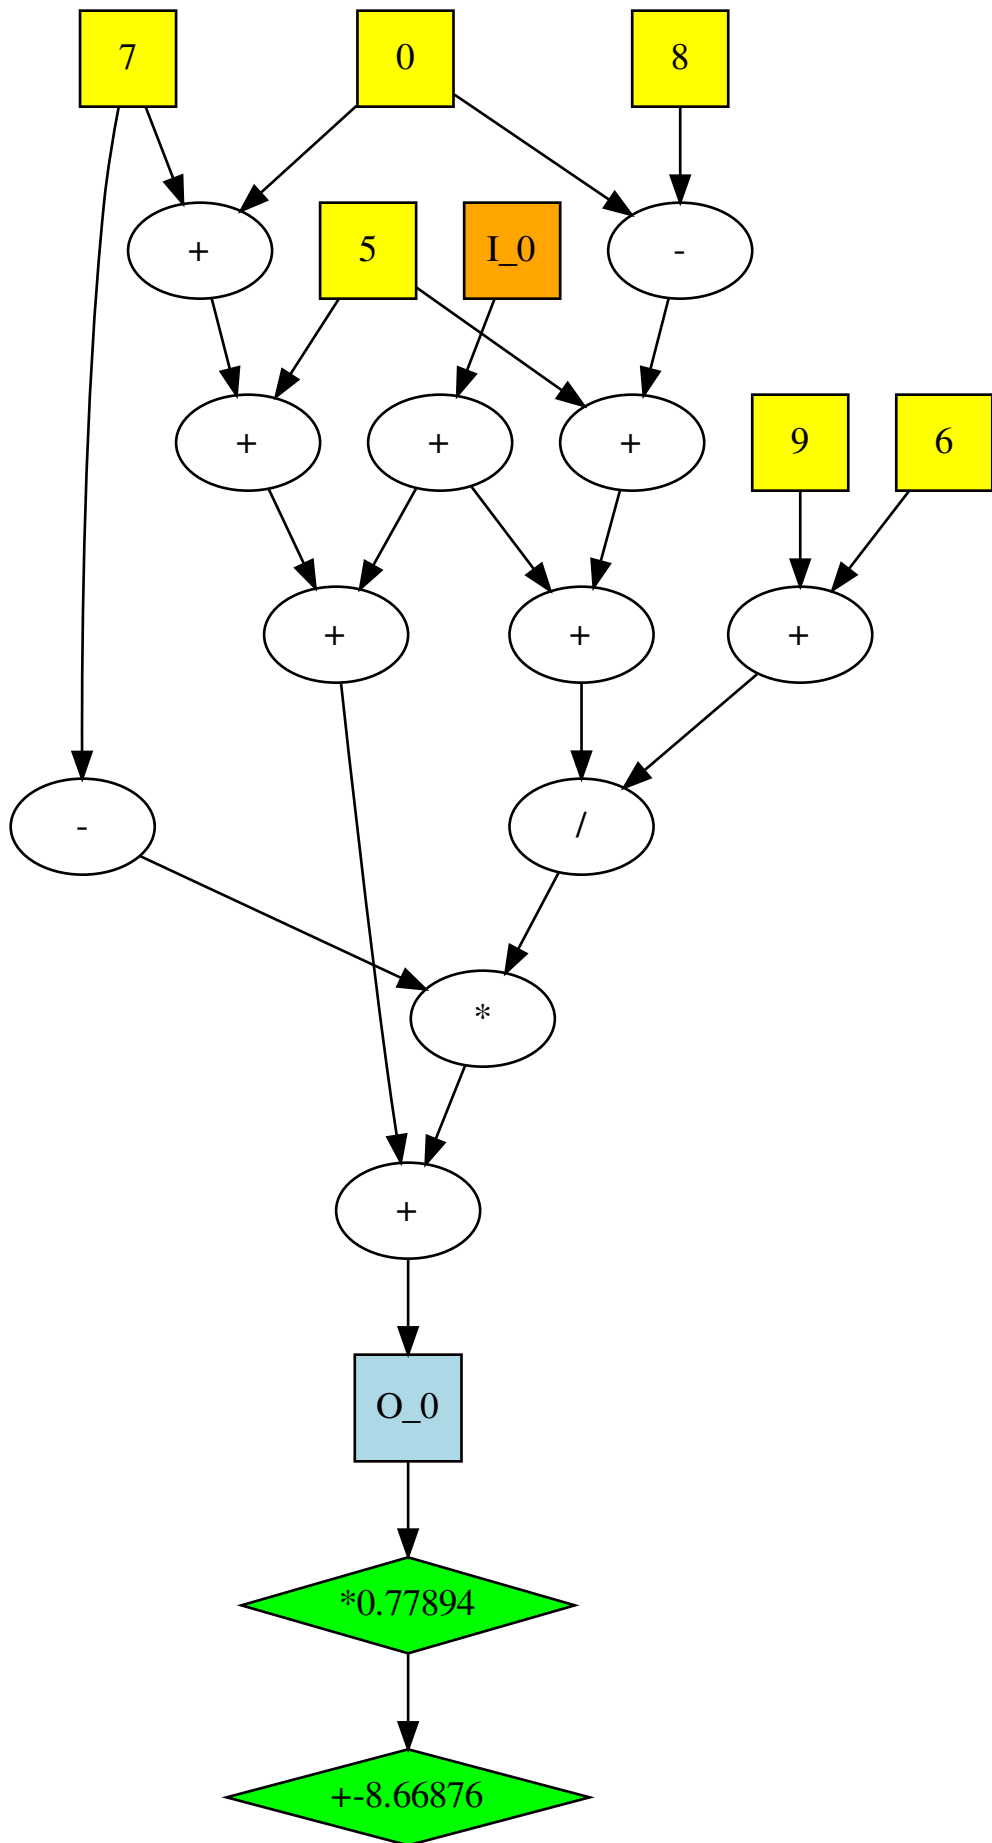 7 0 8
+ 5 I_0 -
+ + + 9 6
+ + +
- /
*
+
O_0
*0.77894
+-8.66876